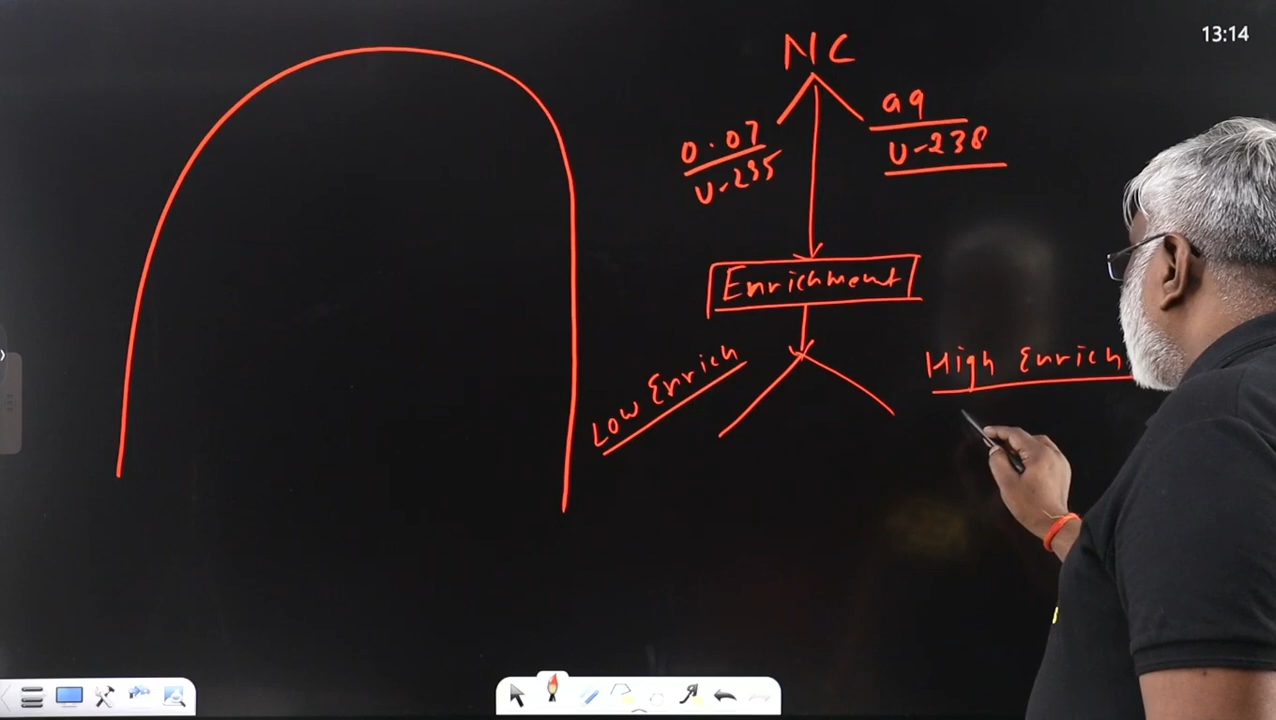 13:14
NC
0.07
U-235
99
U-238
Enrichment
Low Enrich
High Enrich